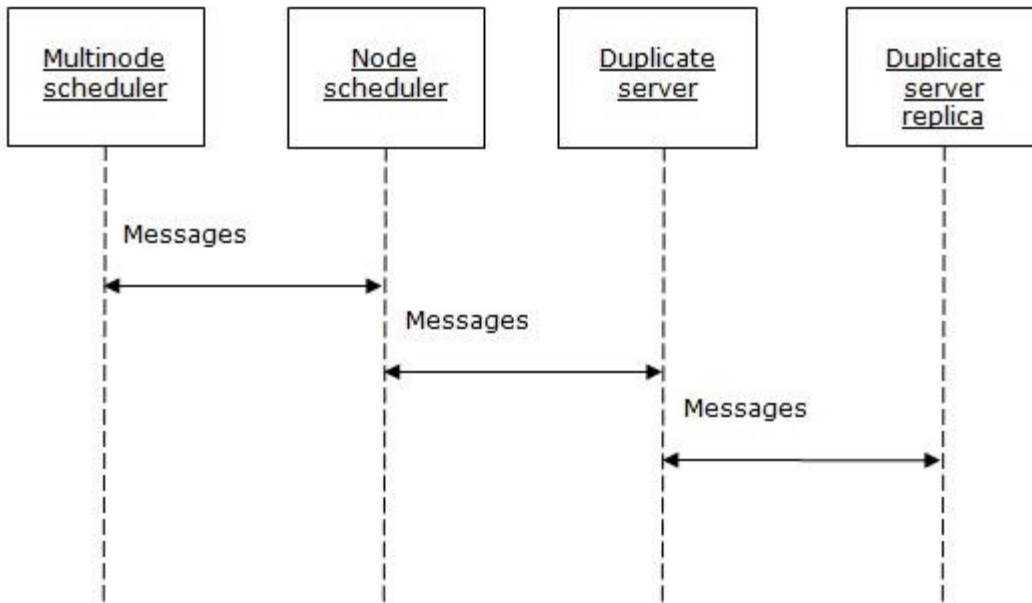 Multinode
scheduler
Node
scheduler
Duplicate
server
Duplicate
server
replica
Messages
Messages
Messages